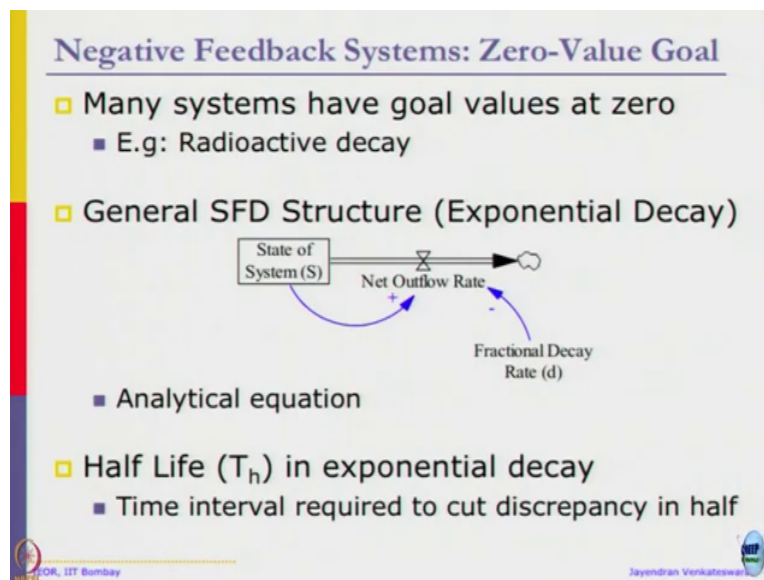 Negative Feedback Systems: Zero-Value Goal
Many systems have goal values at zero
E.g: Radioactive decay
General SFD Structure (Exponential Decay)
State of
System (S)
Net Outflow Rate
+
-
Fractional Decay
Rate (d)
Analytical equation
Half Life (Th) in exponential decay
Time interval required to cut discrepancy in half
IIT Bombay
Jayendran